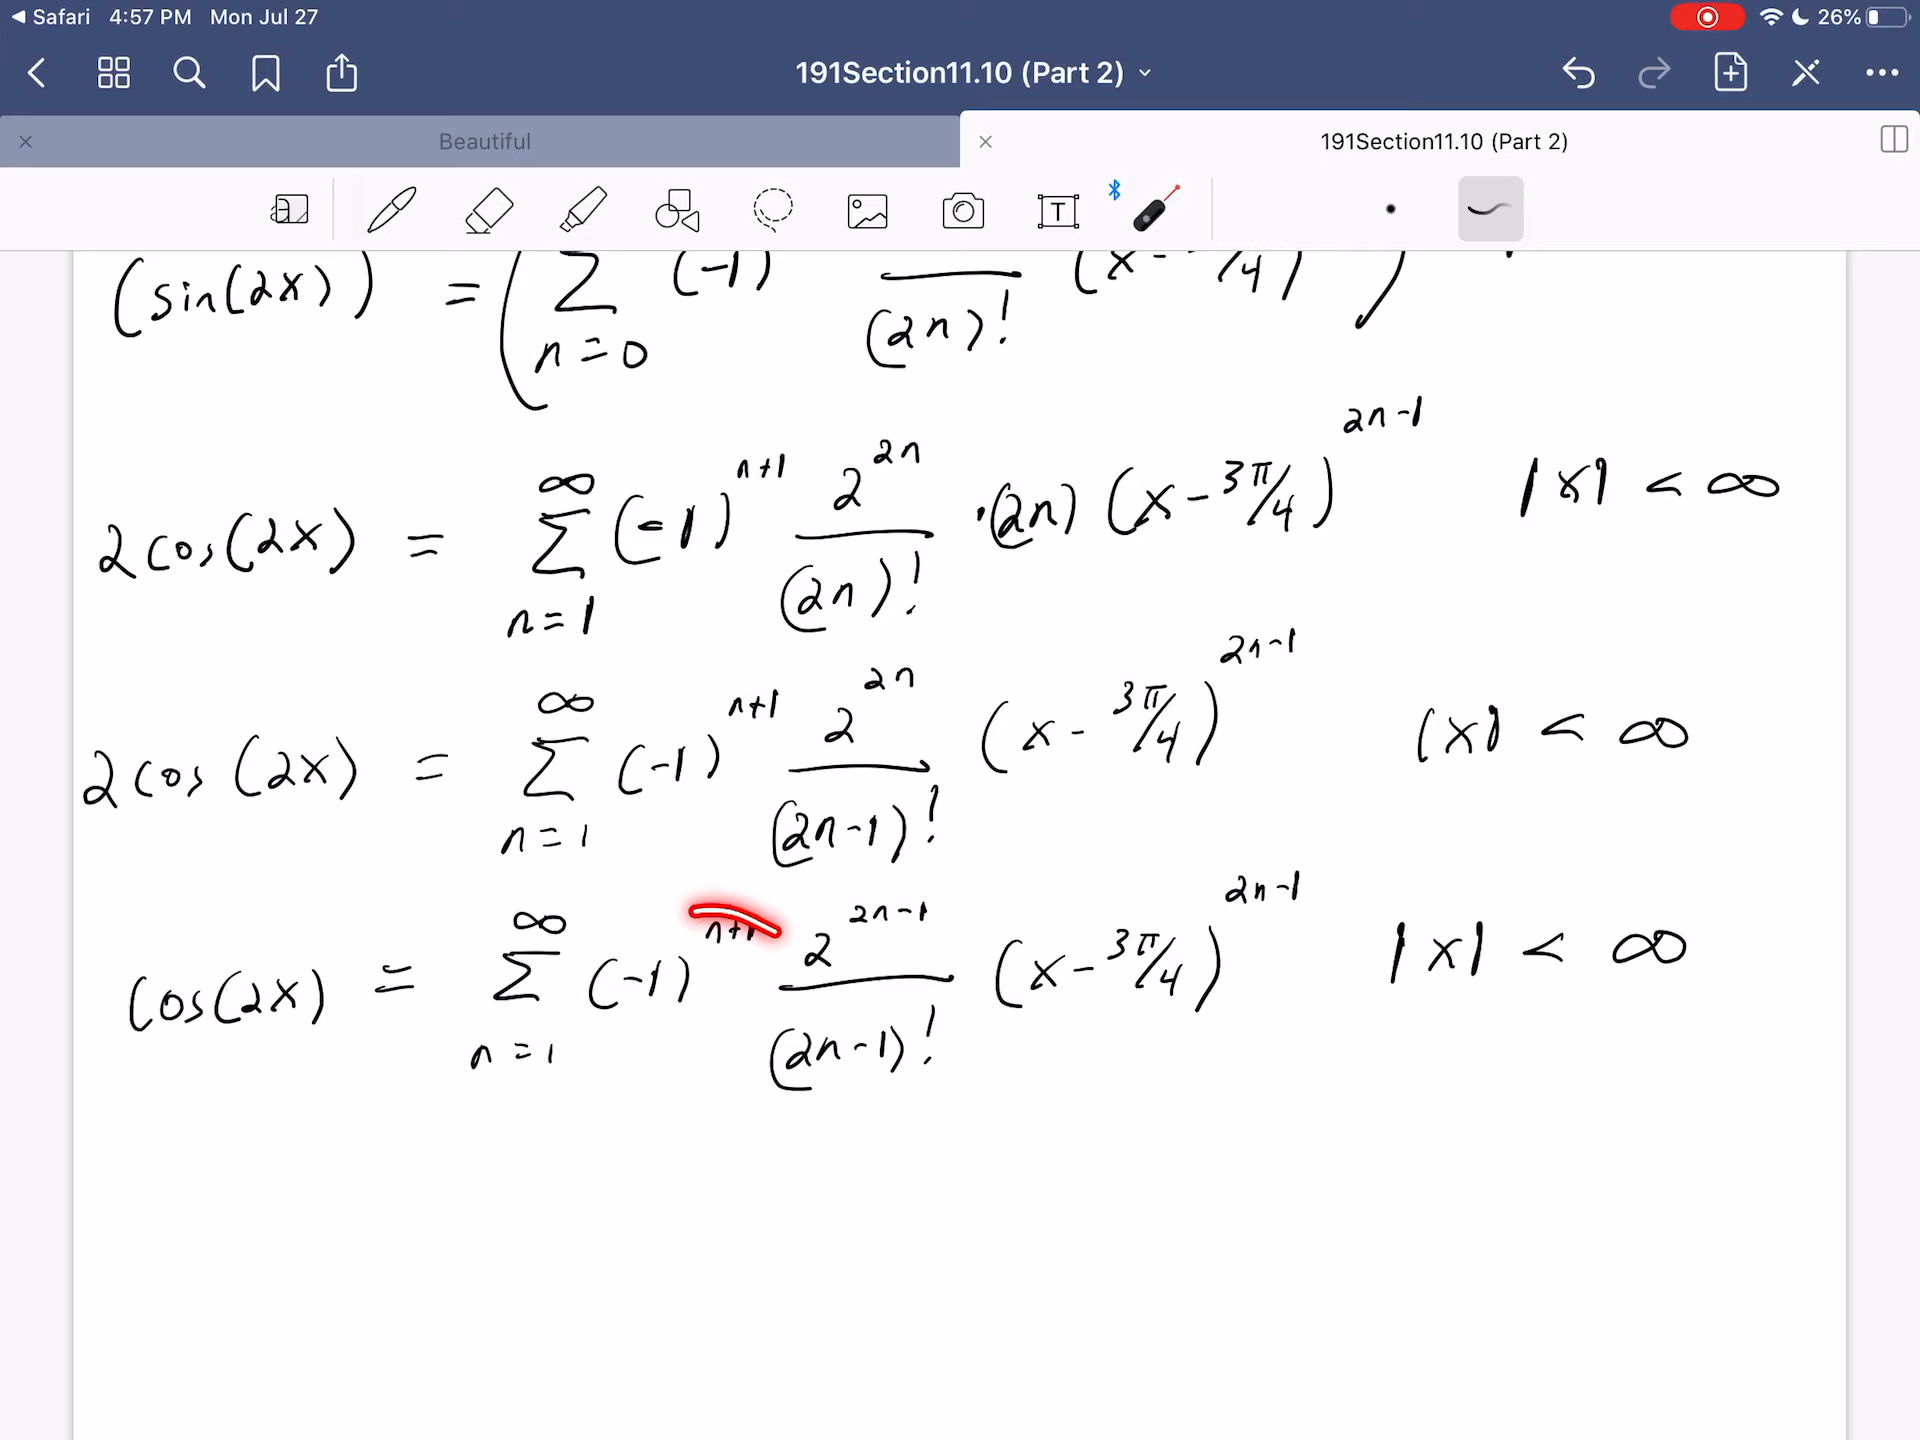 Safari 4:57 PM Mon Jul 27 26%
191Section11.10 (Part 2)
Beautiful 191Section11.10 (Part 2)
T
(sin(2x)) = (∑_{n=0} (-1) /(2n)! (x - /4) )
2cos(2x) = ∑_{n=1}^{∞} (-1)^{n+1} 2^{2n}/(2n)! ·(2n) (x - 3π/4)^{2n-1} |x| < ∞
2cos(2x) = ∑_{n=1}^{∞} (-1)^{n+1} 2^{2n}/(2n-1)! (x - 3π/4)^{2n-1} |x| < ∞
cos(2x) = ∑_{n=1}^{∞} (-1)^{n+1} 2^{2n-1}/(2n-1)! (x - 3π/4)^{2n-1} |x| < ∞